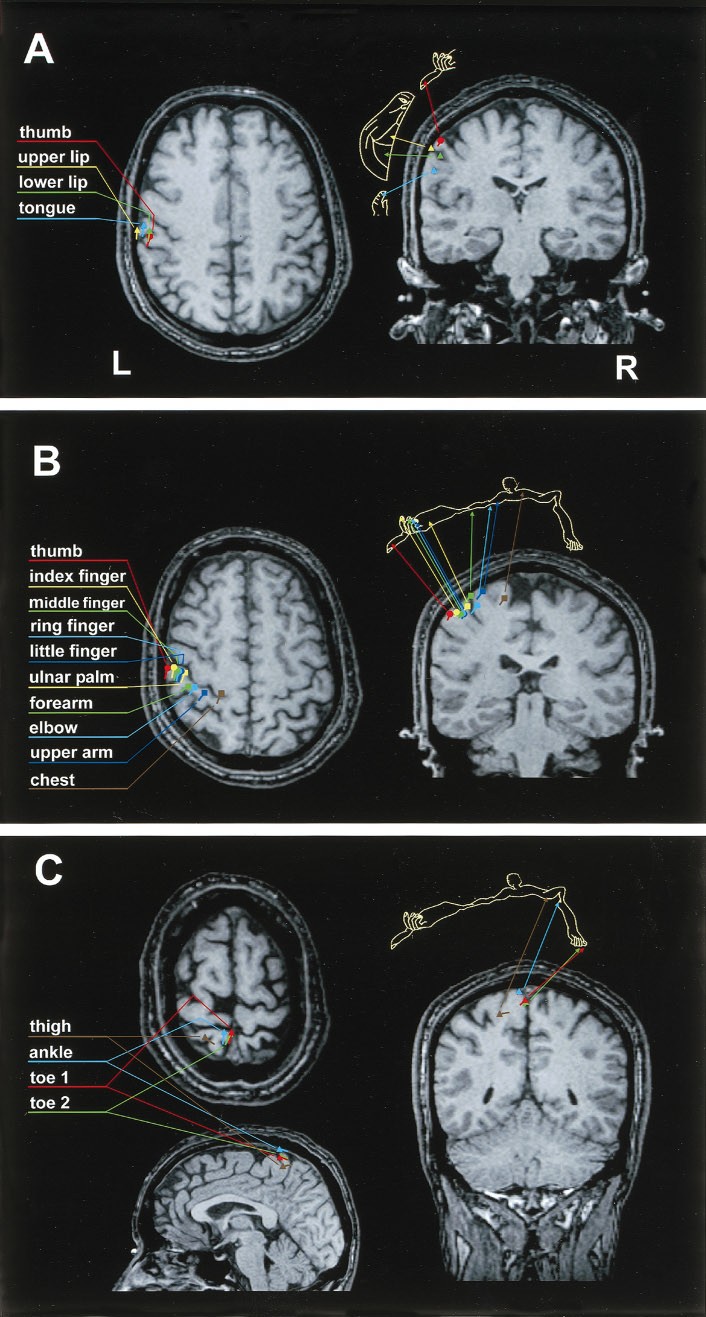 A
thumb
upper lip
lower lip
tongue
L
R
B
thumb
index finger
middle finger
ring finger
little finger
ulnar palm
forearm
elbow
upper arm
chest
C
thigh
ankle
toe 1
toe 2